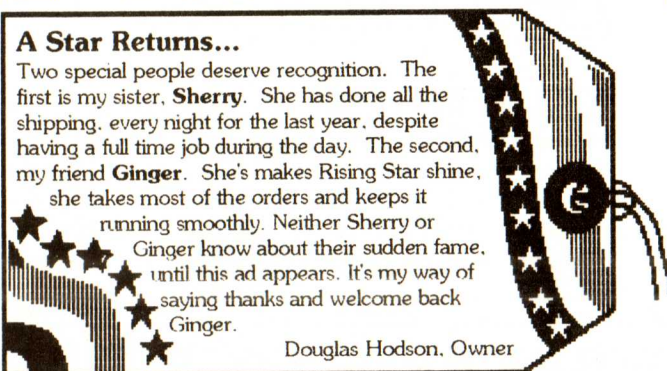 A Star Returns...
Two special people deserve recognition. The
first is my sister, Sherry. She has done all the
shipping, every night for the last year, despite
having a full time job during the day. The second,
my friend Ginger. She's makes Rising Star shine,
she takes most of the orders and keeps it
running smoothly. Neither Sherry or
Ginger know about their sudden fame,
until this ad appears. It's my way of
saying thanks and welcome back
Ginger.
Douglas Hodson, Owner